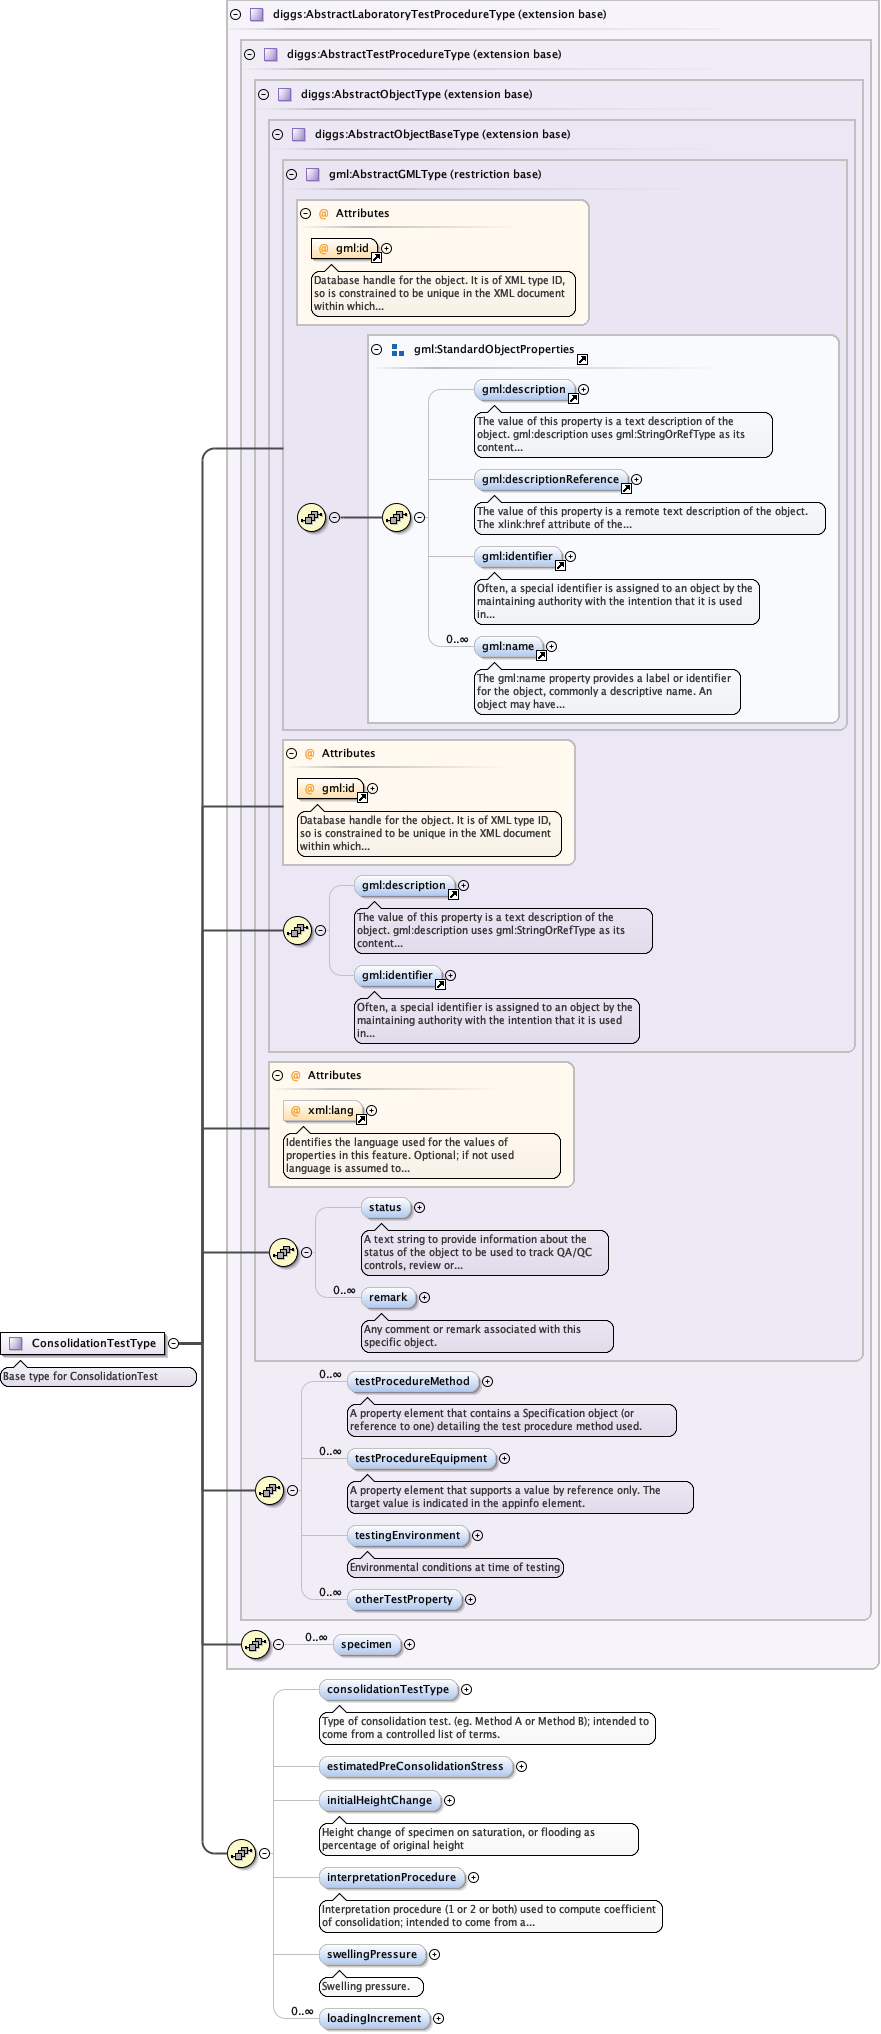 diggs:AbstractLaboratoryTestProcedureType (extension base)
diggs:AbstractTestProcedureType (extension base)
diggs:AbstractObjectType (extension base)
diggs:AbstractObjectBaseType (extension base)
gml:AbstractGMLType (restriction base)
@ Attributes
@ gml:id
Database handle for the object. It is of XML type ID,
so is constrained to be unique in the XML document
within which...
gml:StandardObjectProperties
gml:description
The value of this property is a text description of the
object. gml:description uses gml:StringOrRefType as its
content...
gml:descriptionReference
The value of this property is a remote text description of the object.
The xlink:href attribute of the...
gml:identifier
Often, a special identifier is assigned to an object by the
maintaining authority with the intention that it is used
in...
0..∞
gml:name
The gml:name property provides a label or identifier
for the object, commonly a descriptive name. An
object may have...
@ Attributes
@ gml:id
Database handle for the object. It is of XML type ID,
so is constrained to be unique in the XML document
within which...
gml:description
The value of this property is a text description of the
object. gml:description uses gml:StringOrRefType as its
content...
gml:identifier
Often, a special identifier is assigned to an object by the
maintaining authority with the intention that it is used
in...
@ Attributes
@ xml:lang
Identifies the language used for the values of
properties in this feature. Optional; if not used
language is assumed to...
status
A text string to provide information about the
status of the object to be used to track QA/QC
controls, review or...
0..∞
remark
Any comment or remark associated with this
specific object.
ConsolidationTestType
Base type for ConsolidationTest
0..∞
testProcedureMethod
A property element that contains a Specification object (or
reference to one) detailing the test procedure method used.
0..∞
testProcedureEquipment
A property element that supports a value by reference only. The
target value is indicated in the appinfo element.
testingEnvironment
Environmental conditions at time of testing
0..∞
otherTestProperty
0..∞
specimen
consolidationTestType
Type of consolidation test. (eg. Method A or Method B); intended to
come from a controlled list of terms.
estimatedPreConsolidationStress
initialHeightChange
Height change of specimen on saturation, or flooding as
percentage of original height
interpretationProcedure
Interpretation procedure (1 or 2 or both) used to compute coefficient
of consolidation; intended to come from a...
swellingPressure
Swelling pressure.
0..∞
loadingIncrement